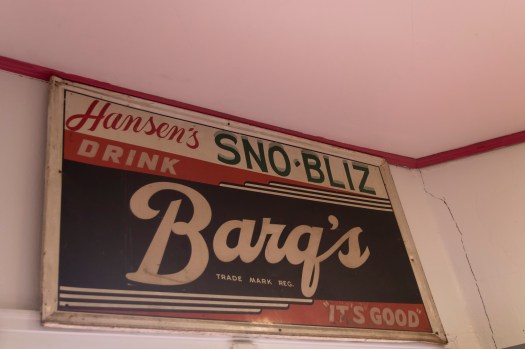 Hansen's SNO·BLIZ
DRINK
Barq's
TRADE MARK REG.
"IT'S GOOD"